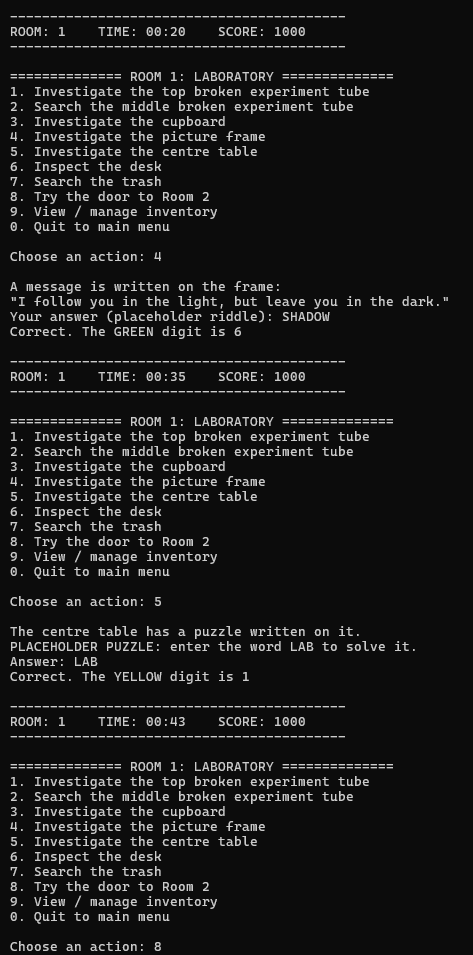 ------------------------------------------
ROOM: 1    TIME: 00:20    SCORE: 1000
------------------------------------------
============== ROOM 1: LABORATORY ==============
1. Investigate the top broken experiment tube
2. Search the middle broken experiment tube
3. Investigate the cupboard
4. Investigate the picture frame
5. Investigate the centre table
6. Inspect the desk
7. Search the trash
8. Try the door to Room 2
9. View / manage inventory
0. Quit to main menu
Choose an action: 4
A message is written on the frame:
"I follow you in the light, but leave you in the dark."
Your answer (placeholder riddle): SHADOW
Correct. The GREEN digit is 6
------------------------------------------
ROOM: 1    TIME: 00:35    SCORE: 1000
------------------------------------------
============== ROOM 1: LABORATORY ==============
1. Investigate the top broken experiment tube
2. Search the middle broken experiment tube
3. Investigate the cupboard
4. Investigate the picture frame
5. Investigate the centre table
6. Inspect the desk
7. Search the trash
8. Try the door to Room 2
9. View / manage inventory
0. Quit to main menu
Choose an action: 5
The centre table has a puzzle written on it.
PLACEHOLDER PUZZLE: enter the word LAB to solve it.
Answer: LAB
Correct. The YELLOW digit is 1
------------------------------------------
ROOM: 1    TIME: 00:43    SCORE: 1000
------------------------------------------
============== ROOM 1: LABORATORY ==============
1. Investigate the top broken experiment tube
2. Search the middle broken experiment tube
3. Investigate the cupboard
4. Investigate the picture frame
5. Investigate the centre table
6. Inspect the desk
7. Search the trash
8. Try the door to Room 2
9. View / manage inventory
0. Quit to main menu
Choose an action: 8